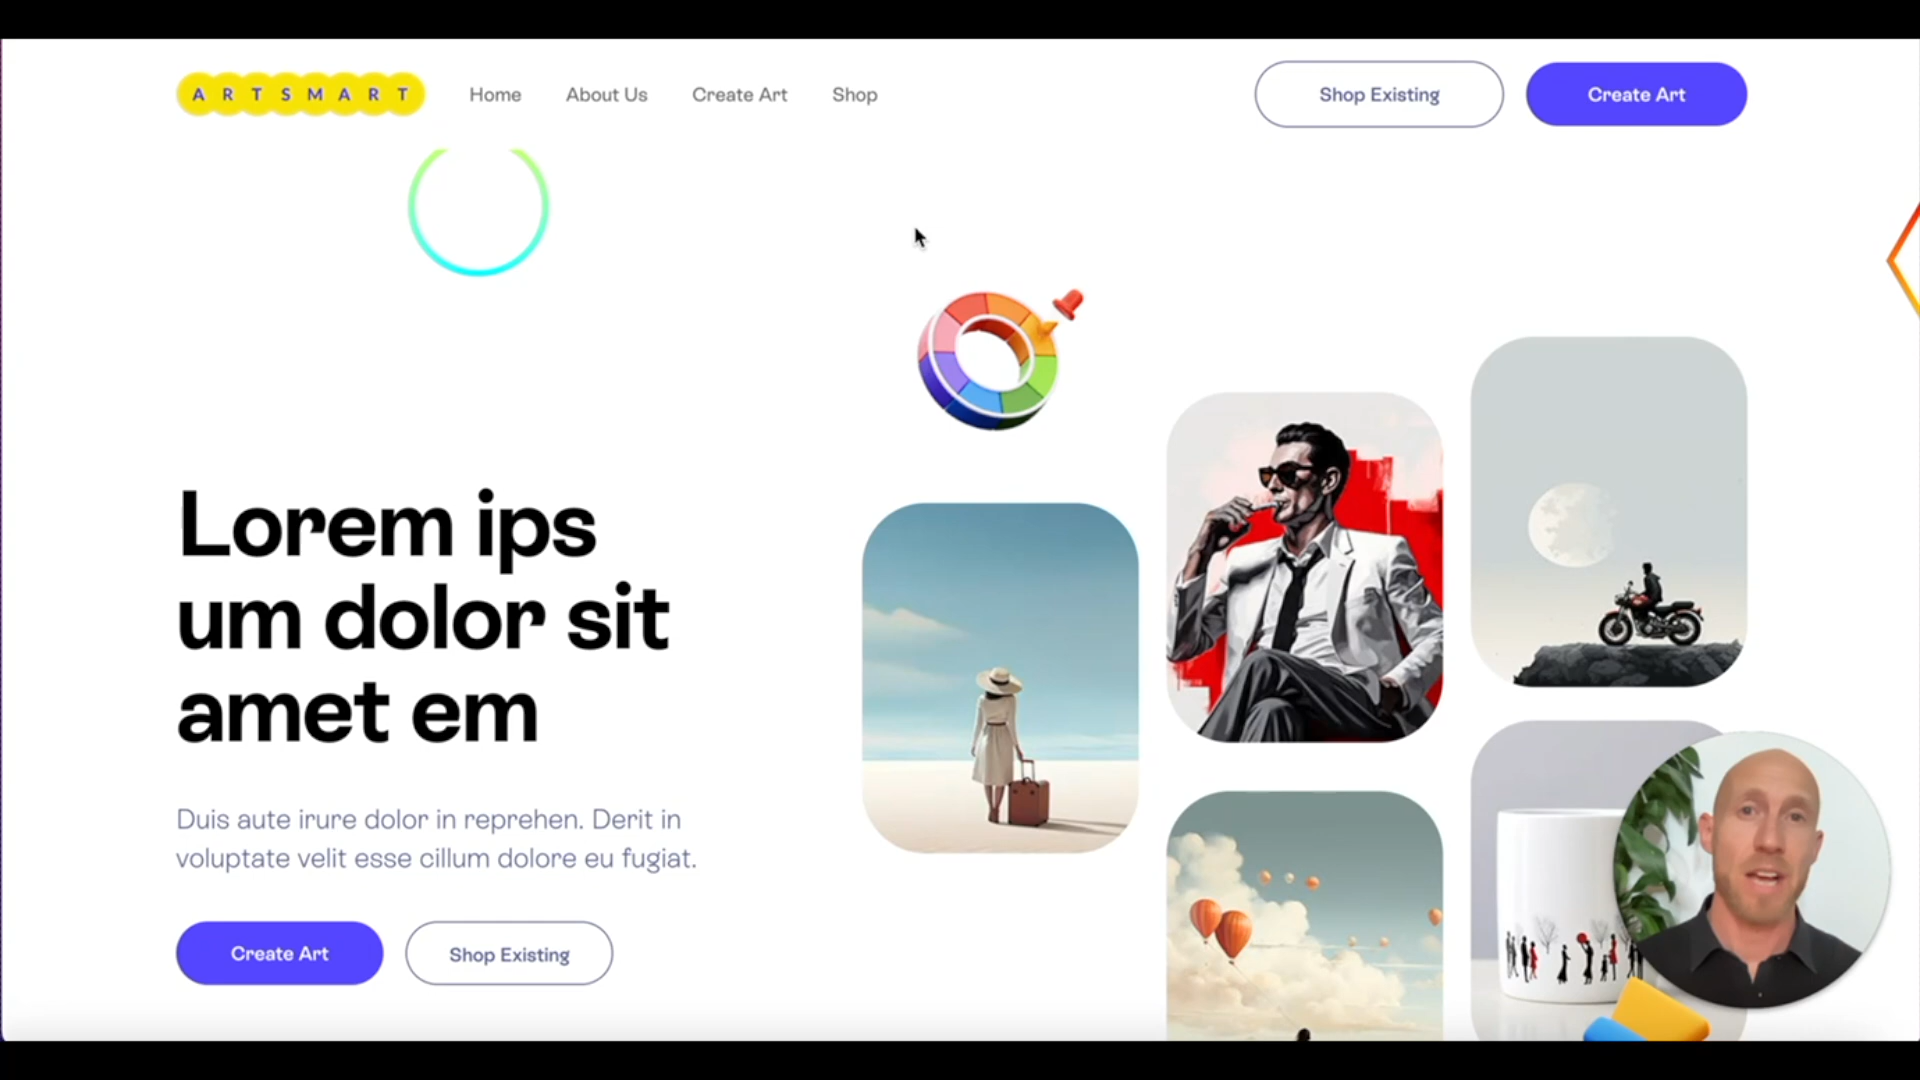 ARTSMART
Home
About Us
Create Art
Shop
Shop Existing
Create Art
Lorem ips
um dolor sit
amet em
Duis aute irure dolor in reprehen. Derit in
voluptate velit esse cillum dolore eu fugiat.
Create Art
Shop Existing